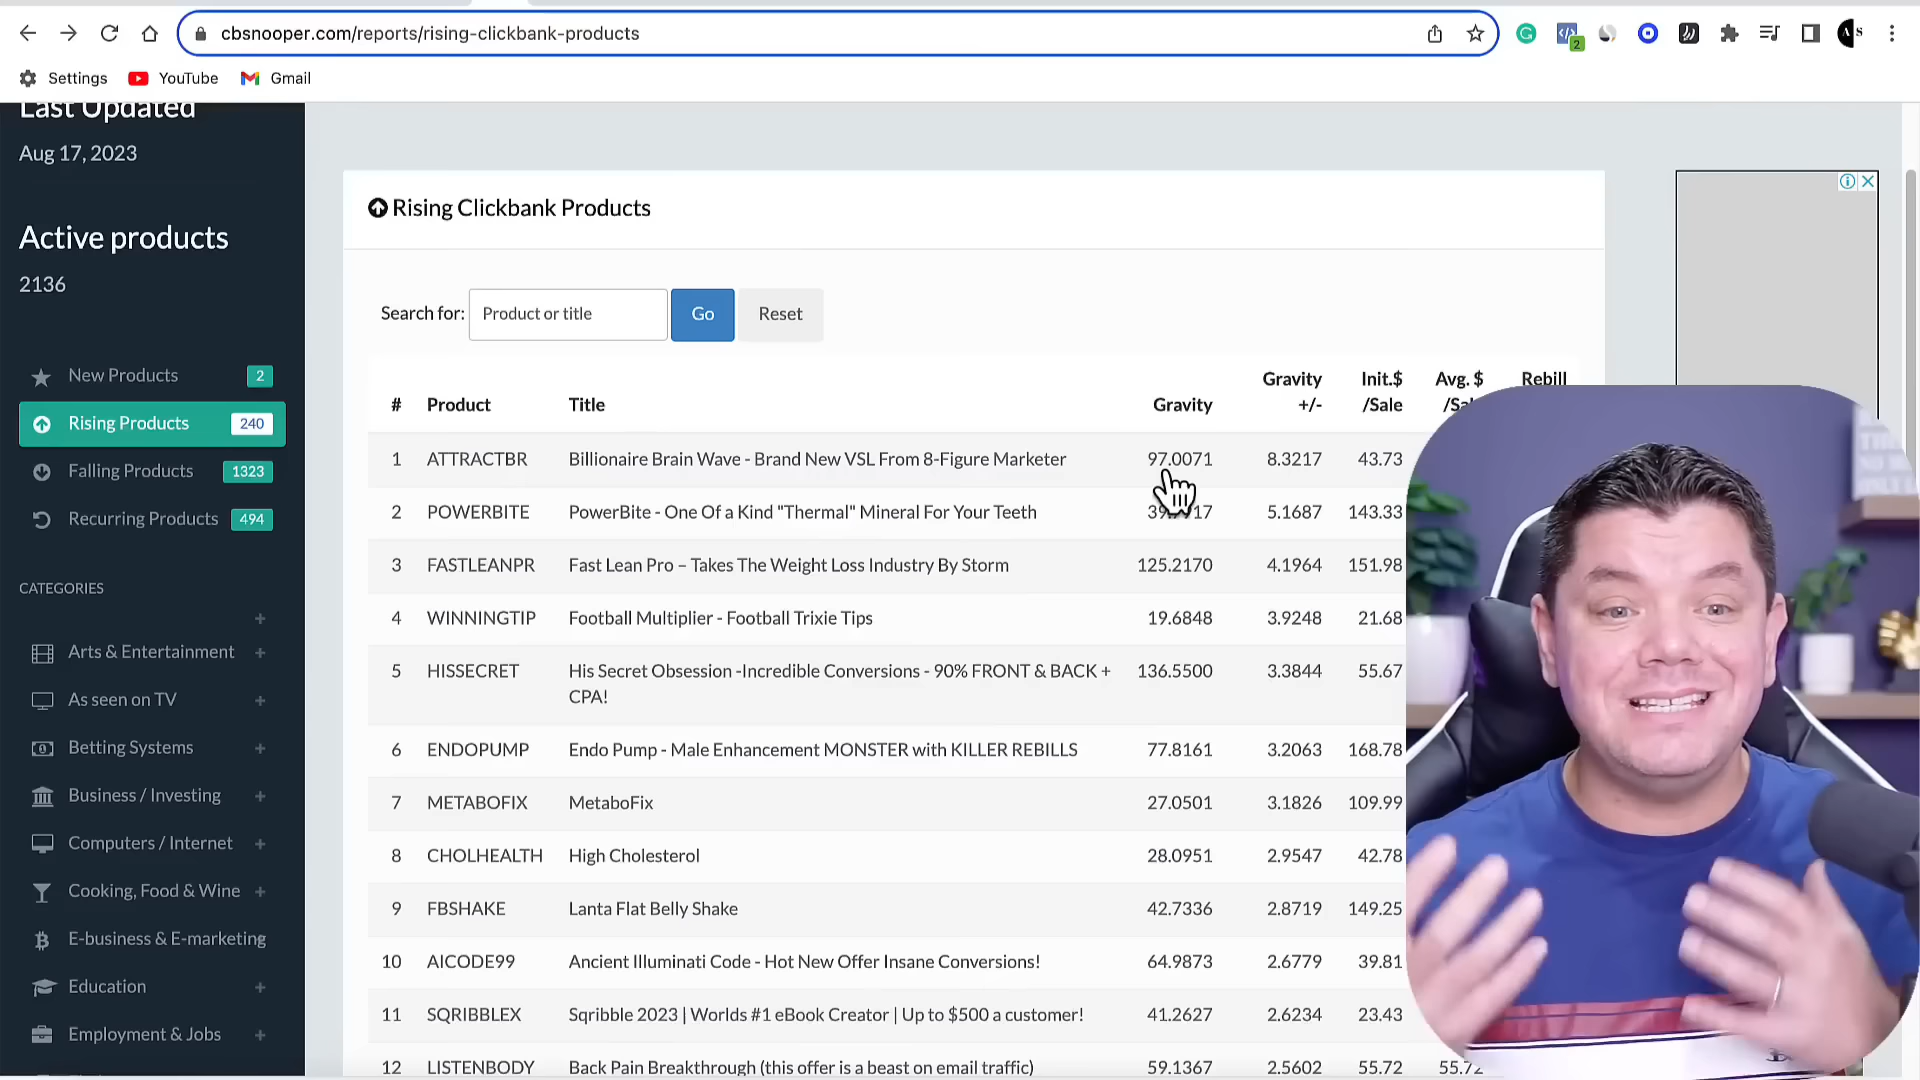 cbsnooper.com/reports/rising-clickbank-products
2
A S
Settings YouTube Gmail
Last Updated
Aug 17, 2023
Active products
2136
New Products 2
Rising Products 240
Falling Products 1323
Recurring Products 494
CATEGORIES
Arts & Entertainment
As seen on TV
Betting Systems
Business / Investing
Computers / Internet
Cooking, Food & Wine
E-business & E-marketing
Education
Employment & Jobs
Rising Clickbank Products
Search for: Product or title Go Reset
# Product Title Gravity Gravity +/- Init.$ /Sale Avg. $ Rebill
1 ATTRACTBR Billionaire Brain Wave - Brand New VSL From 8-Figure Marketer 97.0071 8.3217 43.73
2 POWERBITE PowerBite - One Of a Kind "Thermal" Mineral For Your Teeth 5.1687 143.33
3 FASTLEANPR Fast Lean Pro – Takes The Weight Loss Industry By Storm 125.2170 4.1964 151.98
4 WINNINGTIP Football Multiplier - Football Trixie Tips 19.6848 3.9248 21.68
5 HISSECRET His Secret Obsession -Incredible Conversions - 90% FRONT & BACK + 136.5500 3.3844 55.67
CPA!
6 ENDOPUMP Endo Pump - Male Enhancement MONSTER with KILLER REBILLS 77.8161 3.2063 168.78
7 METABOFIX MetaboFix 27.0501 3.1826 109.99
8 CHOLHEALTH High Cholesterol 28.0951 2.9547 42.78
9 FBSHAKE Lanta Flat Belly Shake 42.7336 2.8719 149.25
10 AICODE99 Ancient Illuminati Code - Hot New Offer Insane Conversions! 64.9873 2.6779 39.81
11 SQRIBBLEX Sqribble 2023 | Worlds #1 eBook Creator | Up to $500 a customer! 41.2627 2.6234 23.43
12 LISTENBODY Back Pain Breakthrough (this offer is a beast on email traffic) 59.1367 2.5602 55.72 55.72